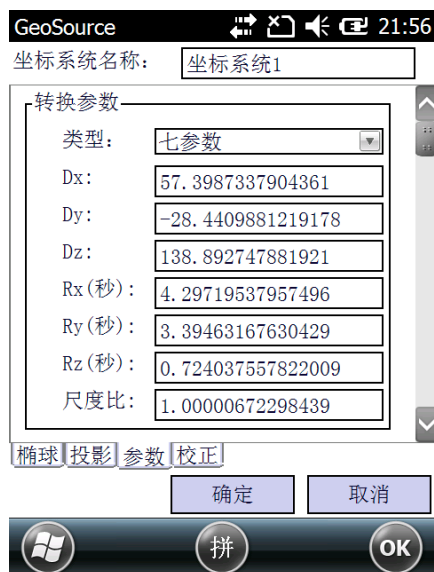 GeoSource 21:56
坐标系统名称: 坐标系统1
转换参数
类型: 七参数
Dx: 57.3987337904361
Dy: -28.4409881219178
Dz: 138.892747881921
Rx(秒): 4.29719537957496
Ry(秒): 3.39463167630429
Rz(秒): 0.724037557822009
尺度比: 1.00000672298439
椭球 投影 参数 校正
确定 取消
拼 OK